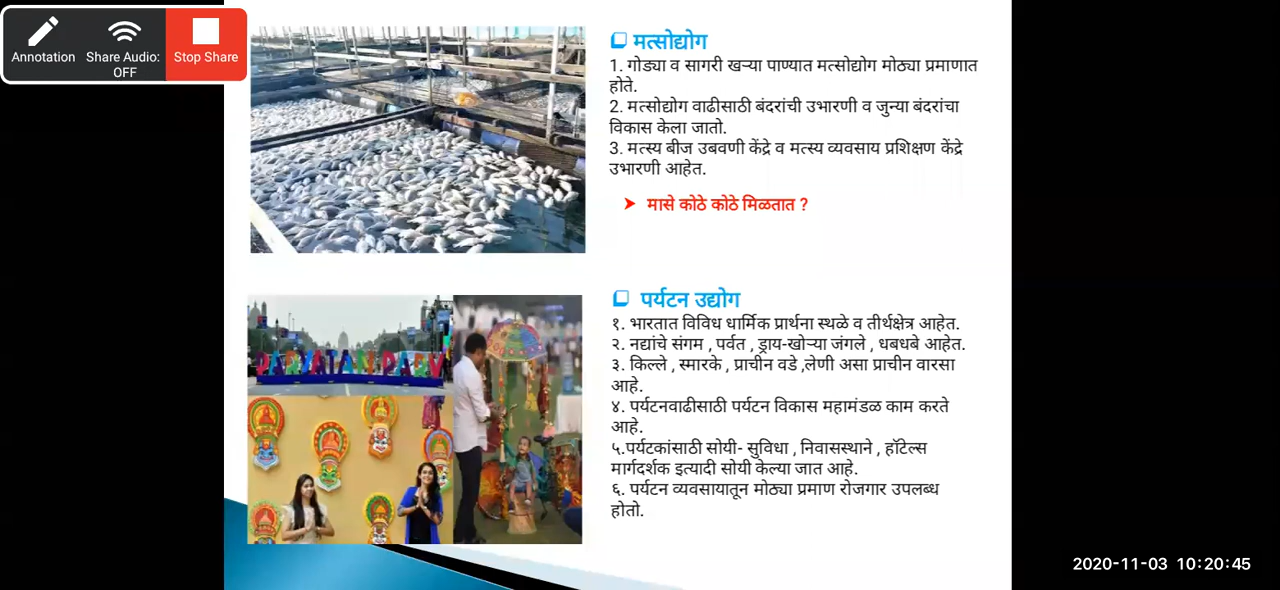 Annotation
Share Audio:
OFF
Stop Share
मत्सोद्योग
1. गोड्या व सागरी खऱ्या पाण्यात मत्सोद्योग मोठ्या प्रमाणात
होते.
2. मत्सोद्योग वाढीसाठी बंदरांची उभारणी व जुन्या बंदरांचा
विकास केला जातो.
3. मत्स्य बीज उबवणी केंद्रे व मत्स्य व्यवसाय प्रशिक्षण केंद्रे
उभारणी आहेत.
➤ मासे कोठे कोठे मिळतात ?
PARYATAN PARV
पर्यटन उद्योग
१. भारतात विविध धार्मिक प्रार्थना स्थळे व तीर्थक्षेत्र आहेत.
२. नद्यांचे संगम , पर्वत , ड्राय-खोऱ्या जंगले , धबधबे आहेत.
३. किल्ले , स्मारके , प्राचीन वडे ,लेणी असा प्राचीन वारसा
आहे.
४. पर्यटनवाढीसाठी पर्यटन विकास महामंडळ काम करते
आहे.
५.पर्यटकांसाठी सोयी- सुविधा , निवासस्थाने , हॉटेल्स
मार्गदर्शक इत्यादी सोयी केल्या जात आहे.
६. पर्यटन व्यवसायातून मोठ्या प्रमाण रोजगार उपलब्ध
होतो.
2020-11-03 10:20:45